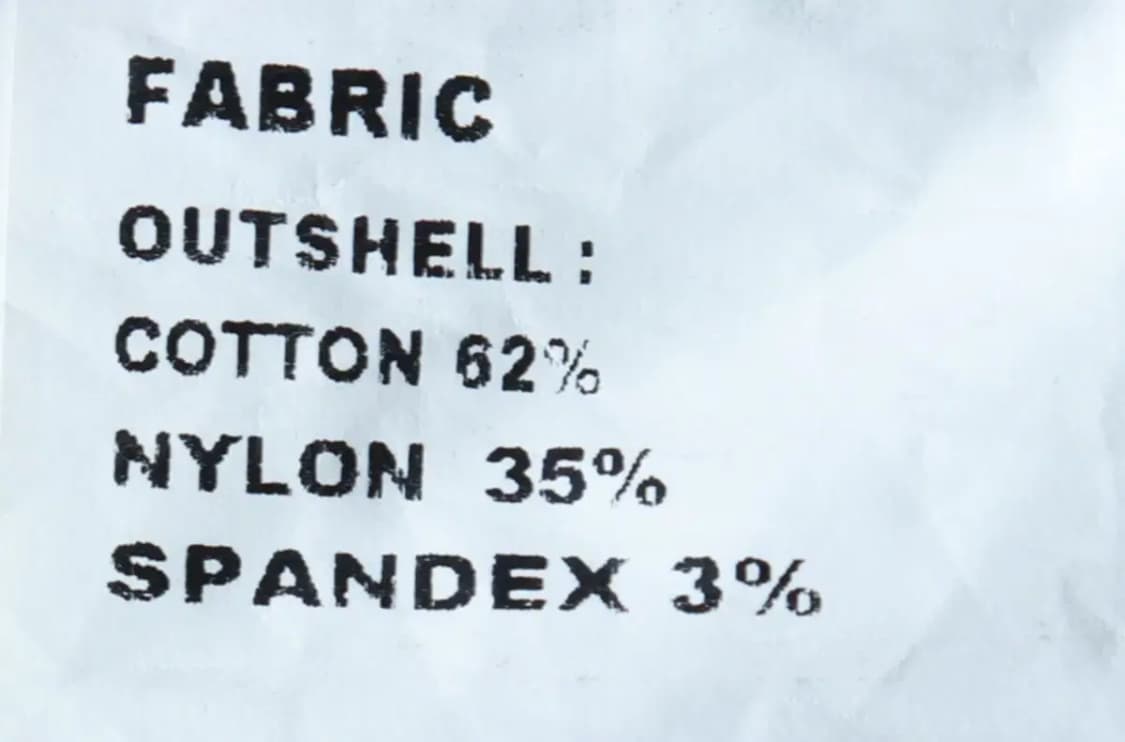 FABRIC
OUTSHELL :
COTTON 62%
NYLON 35%
SPANDEX 3%